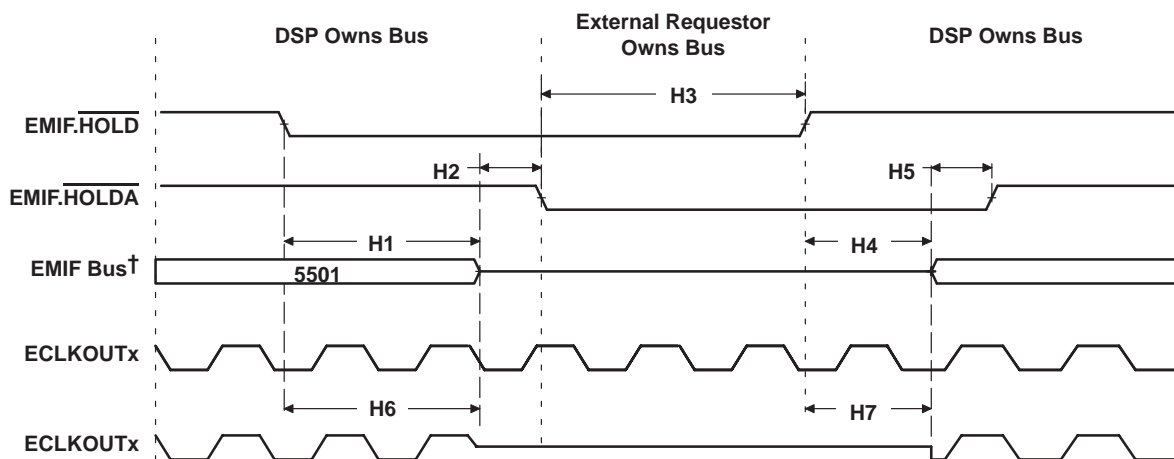 DSP Owns Bus
External Requestor
Owns Bus
DSP Owns Bus
H3
EMIF.HOLD
H2
H5
EMIF.HOLDA
H1
H4
EMIF Bus†
5501
ECLKOUTx
H6
H7
ECLKOUTx